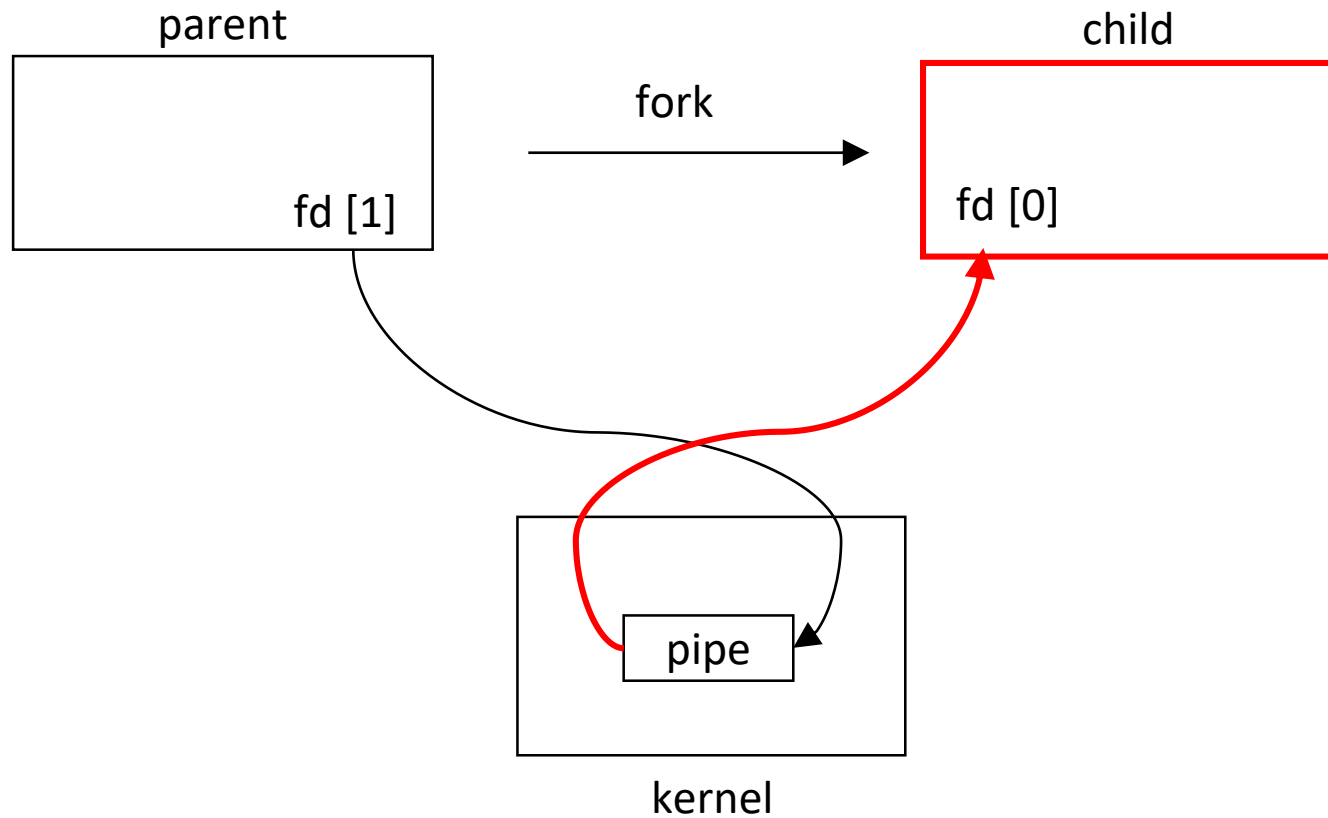 parent
child
fork
fd [1]
fd [0]
pipe
kernel